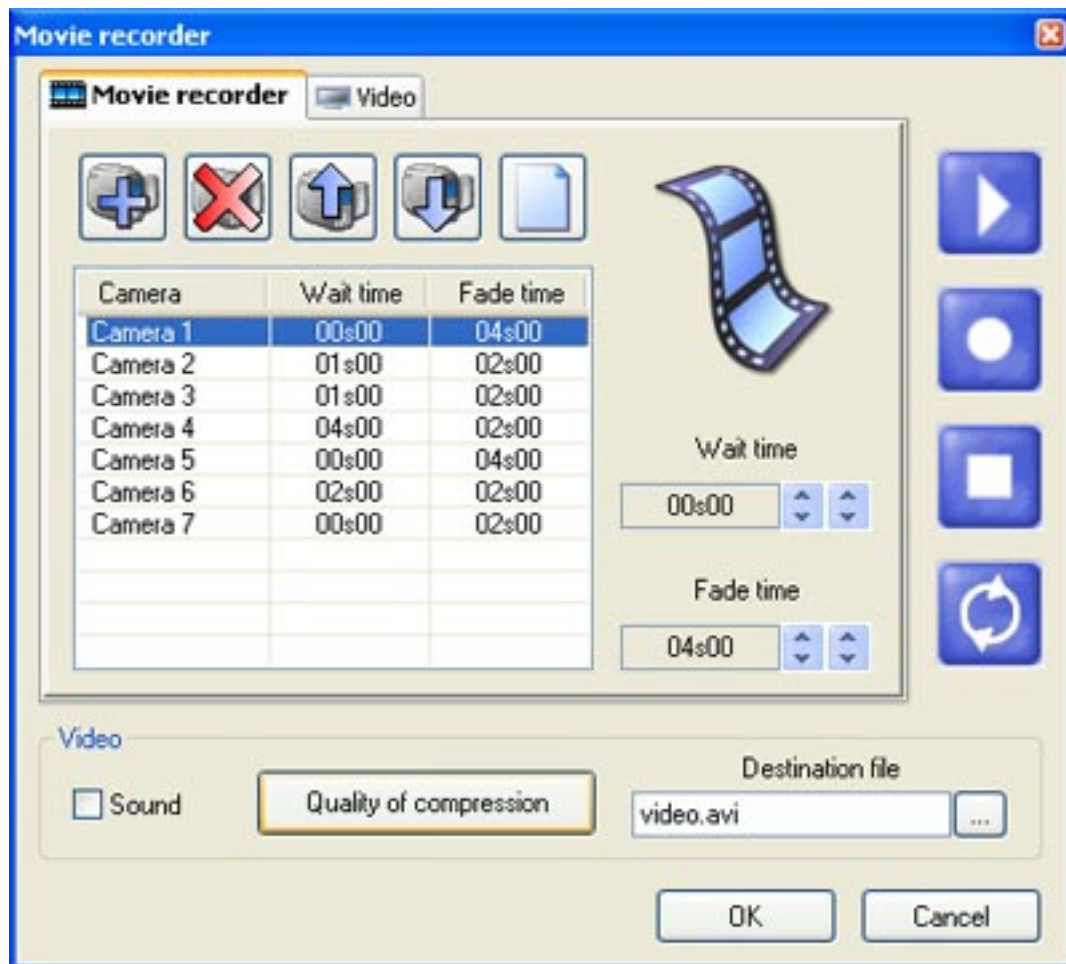 Movie recorder
Movie recorder Video
Camera Wait time Fade time
Camera 1 00s00 04s00
Camera 2 01s00 02s00
Camera 3 01s00 02s00
Camera 4 04s00 02s00
Camera 5 00s00 04s00
Camera 6 02s00 02s00
Camera 7 00s00 02s00
Wait time
00s00
Fade time
04s00
Video
Sound
Quality of compression
Destination file
video.avi
...
OK
Cancel